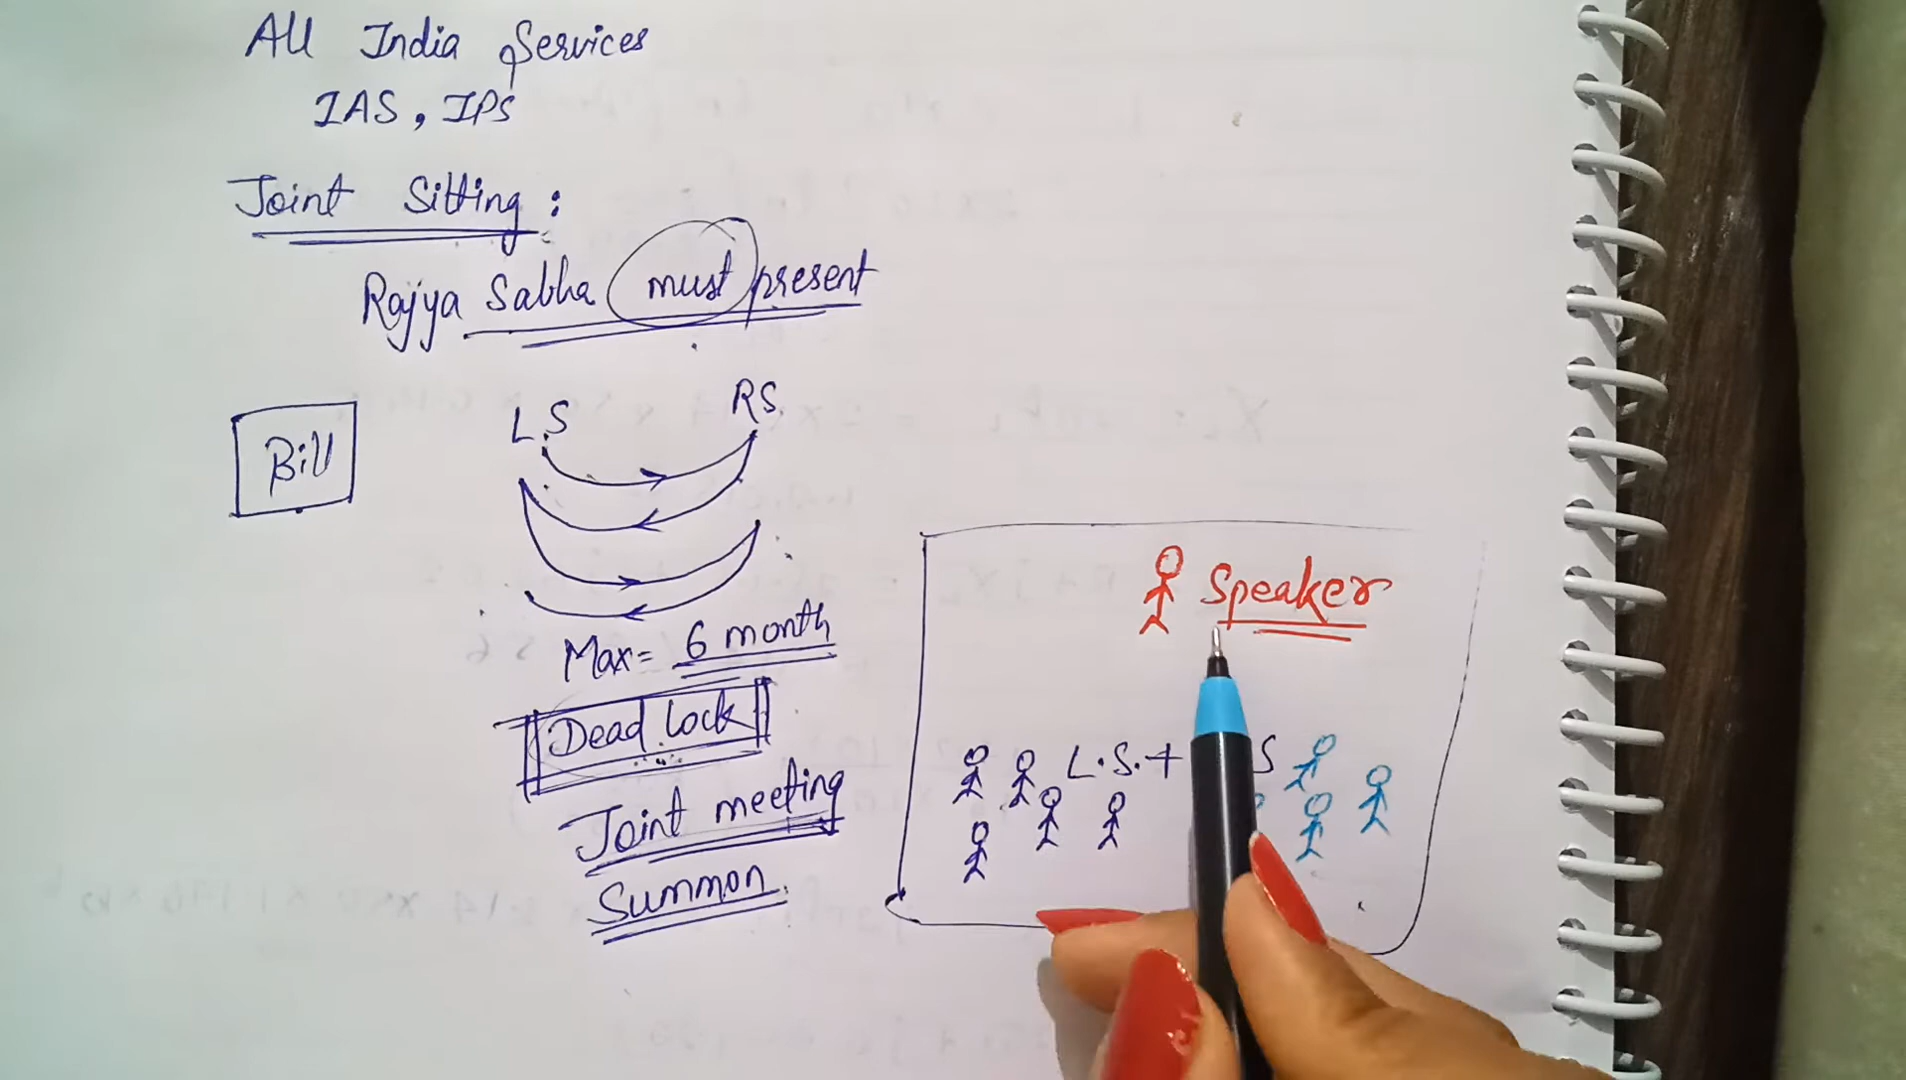 All India Services
IAS, IPS
Joint Sitting:
Rajya Sabha must present
Bill
L.S
RS.
Max= 6 month
Dead lock
Joint meeting
Summon
Speaker
L.S.+ S